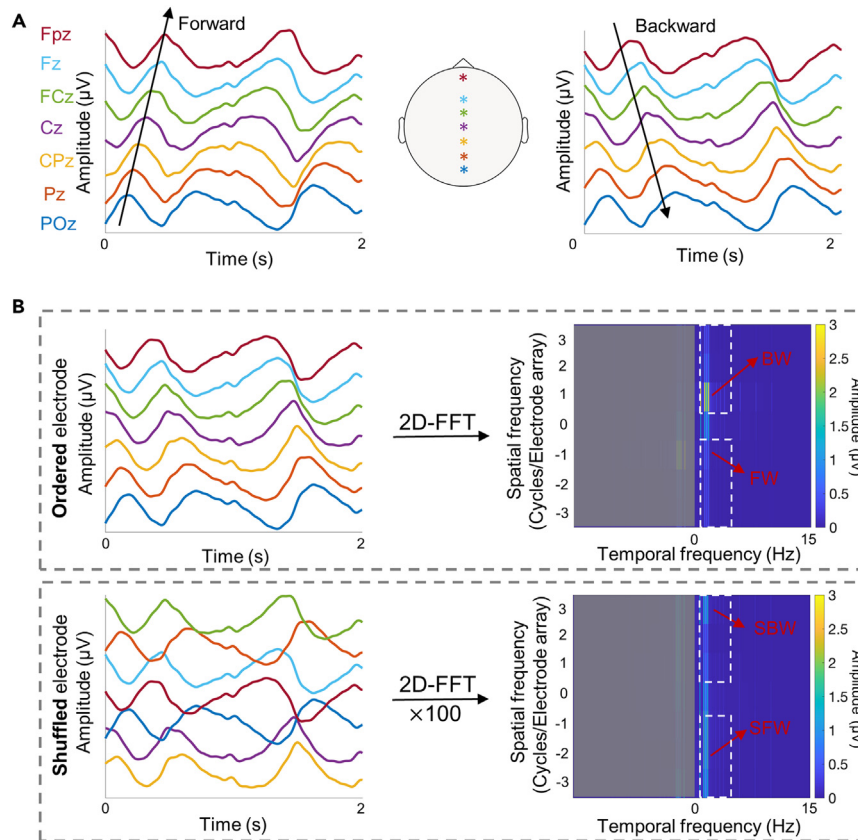 A
Fpz
Fz
FCz
Cz
CPz
Pz
POz
Amplitude (µV)
Forward
0
2
Time (s)
Amplitude (µV)
Backward
0
2
Time (s)
B
Ordered electrode
Amplitude (µV)
0
2
Time (s)
2D-FFT
Spatial frequency
(Cycles/Electrode array)
3
2
1
0
-1
-2
-3
BW
FW
0
15
Temporal frequency (Hz)
3
2.5
2
1.5
1
0.5
0
Amplitude (µV)
Shuffled electrode
Amplitude (µV)
0
2
Time (s)
2D-FFT
×100
Spatial frequency
(Cycles/Electrode array)
3
2
1
0
-1
-2
-3
SBW
SFW
0
15
Temporal frequency (Hz)
3
2.5
2
1.5
1
0.5
0
Amplitude (µV)